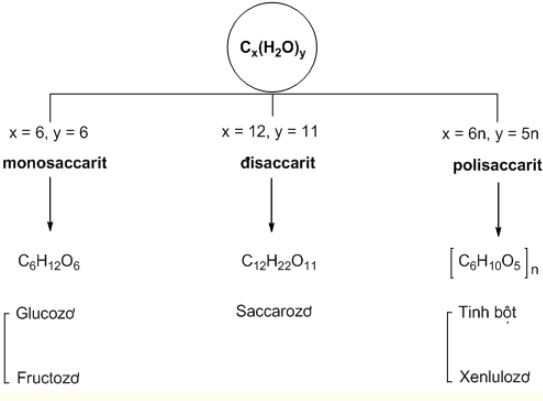 Cₓ(H₂O)ᵧ
x = 6, y = 6
monosaccarit
C₆H₁₂O₆
Glucozơ
Fructozơ
x = 12, y = 11
đisaccarit
C₁₂H₂₂O₁₁
Saccarozơ
x = 6n, y = 5n
polisaccarit
[C₆H₁₀O₅]ₙ
Tinh bột
Xenlulozơ